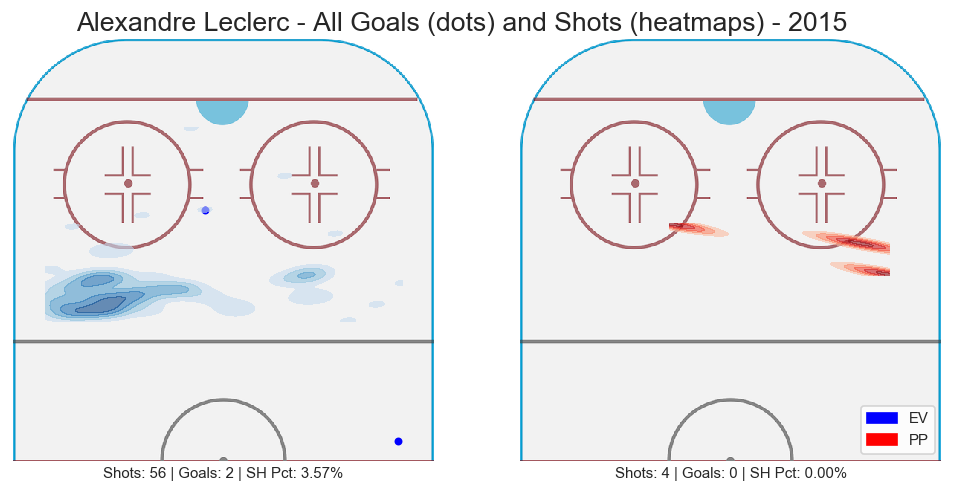 Alexandre Leclerc - All Goals (dots) and Shots (heatmaps) - 2015
EV
PP
Shots: 56 | Goals: 2 | SH Pct: 3.57%
Shots: 4 | Goals: 0 | SH Pct: 0.00%